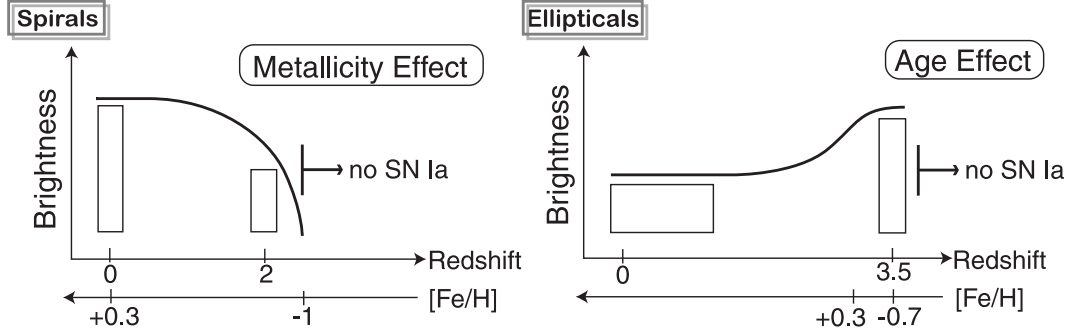 Spirals
Metallicity Effect
Brightness
no SN Ia
0
2
Redshift
+0.3
-1
[Fe/H]
Ellipticals
Age Effect
Brightness
no SN Ia
0
3.5
Redshift
+0.3
-0.7
[Fe/H]